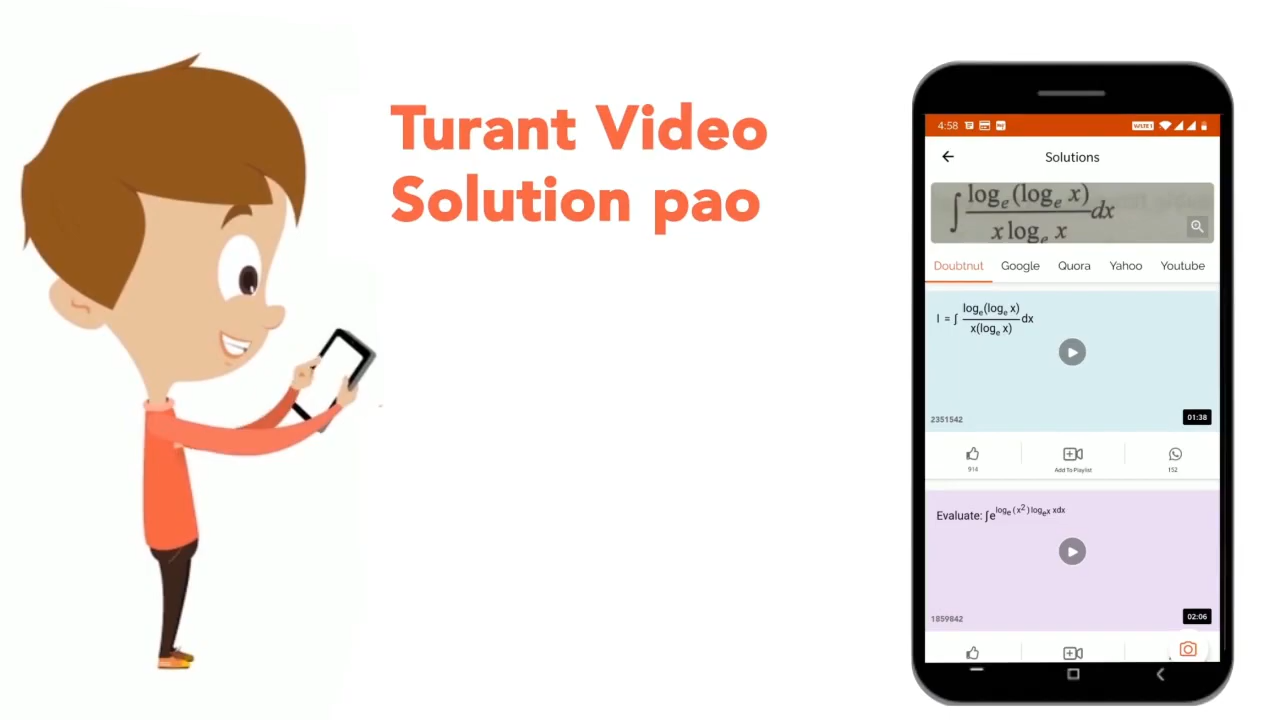 Turant Video
Solution pao
4:58
VoLTE1
Solutions
∫ logₑ(logₑ x) / x logₑ x dx
Doubtnut Google Quora Yahoo Youtube
I = ∫ logₑ(logₑ x) / x(logₑ x) dx
2351542 01:38
914 Add To Playlist 152
Evaluate: ∫e^logₑ(x²)logₑx xdx
1859842 02:06